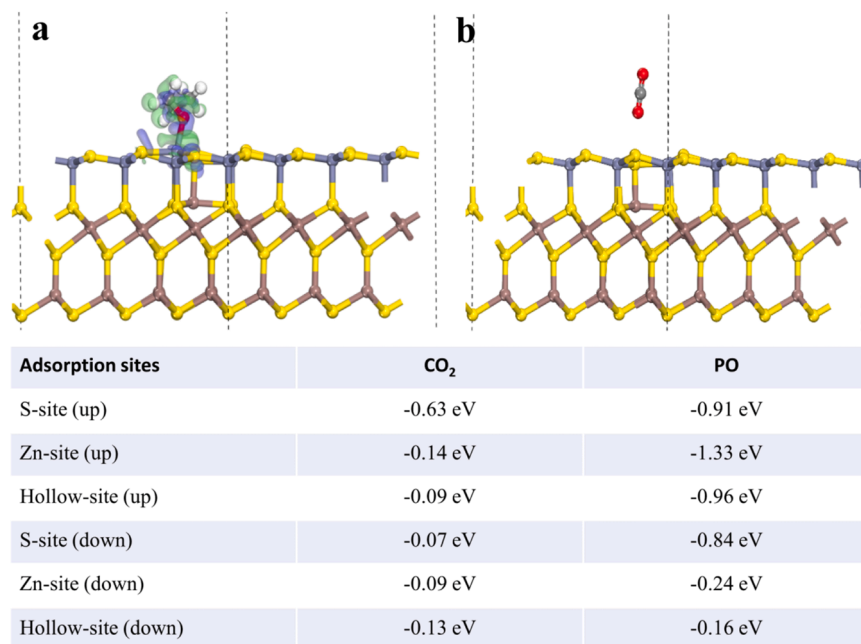 a b
Adsorption sites CO₂ PO
S-site (up) -0.63 eV -0.91 eV
Zn-site (up) -0.14 eV -1.33 eV
Hollow-site (up) -0.09 eV -0.96 eV
S-site (down) -0.07 eV -0.84 eV
Zn-site (down) -0.09 eV -0.24 eV
Hollow-site (down) -0.13 eV -0.16 eV